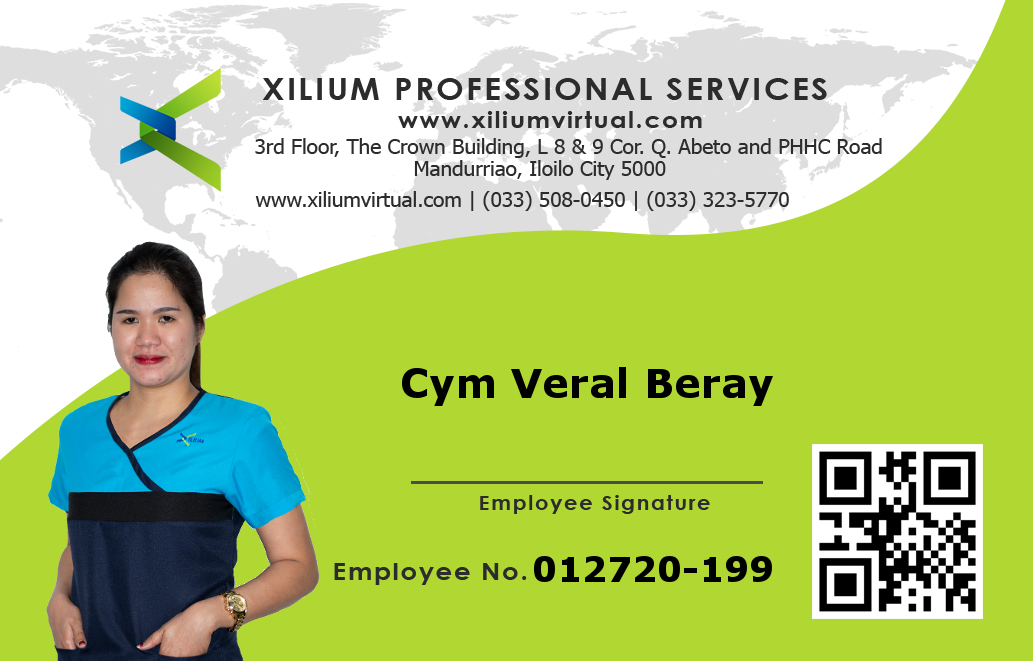 XILIUM PROFESSIONAL SERVICES
www.xiliumvirtual.com
3rd Floor, The Crown Building, L 8 & 9 Cor. Q. Abeto and PHHC Road
Mandurriao, Iloilo City 5000
www.xiliumvirtual.com | (033) 508-0450 | (033) 323-5770
Cym Veral Beray
Employee Signature
Employee No. 012720-199